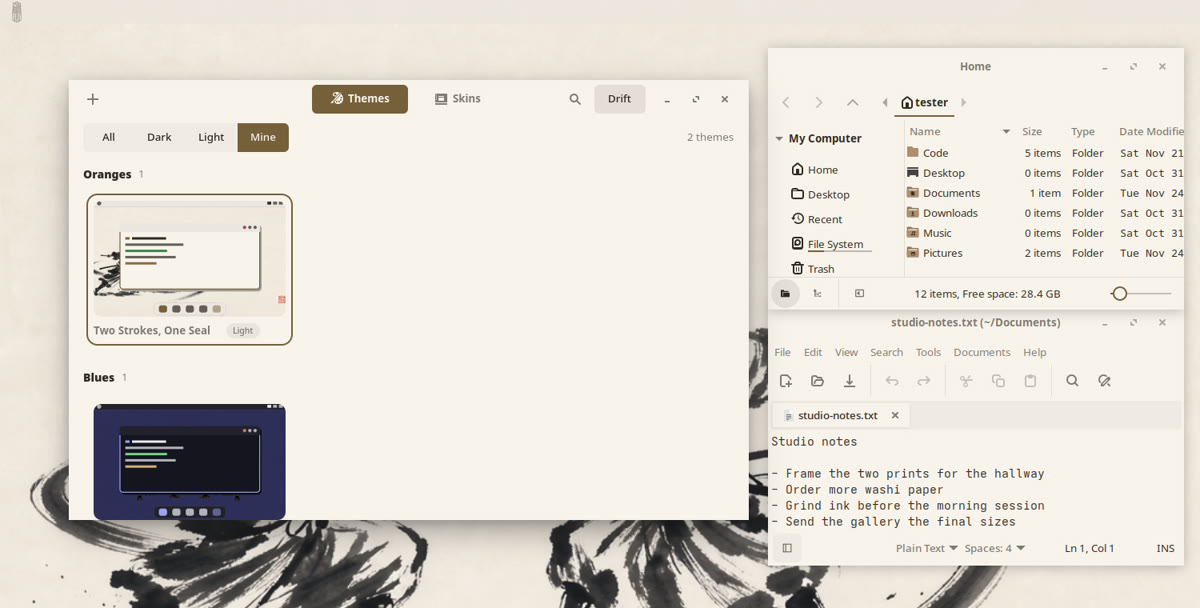 Themes
Skins
Drift
All
Dark
Light
Mine
2 themes
Oranges 1
Two Strokes, One Seal
Light
Blues 1
Home
tester
My Computer
Home
Desktop
Recent
File System
Trash
Name Size Type Date Modifie
Code 5 items Folder Sat Nov 21
Desktop 0 items Folder Sat Oct 31
Documents 1 item Folder Tue Nov 24
Downloads 0 items Folder Sat Oct 31
Music 0 items Folder Sat Oct 31
Pictures 2 items Folder Tue Nov 24
12 items, Free space: 28.4 GB
studio-notes.txt (~/Documents)
File Edit View Search Tools Documents Help
studio-notes.txt
Studio notes
- Frame the two prints for the hallway
- Order more washi paper
- Grind ink before the morning session
- Send the gallery the final sizes
Plain Text Spaces: 4 Ln 1, Col 1 INS